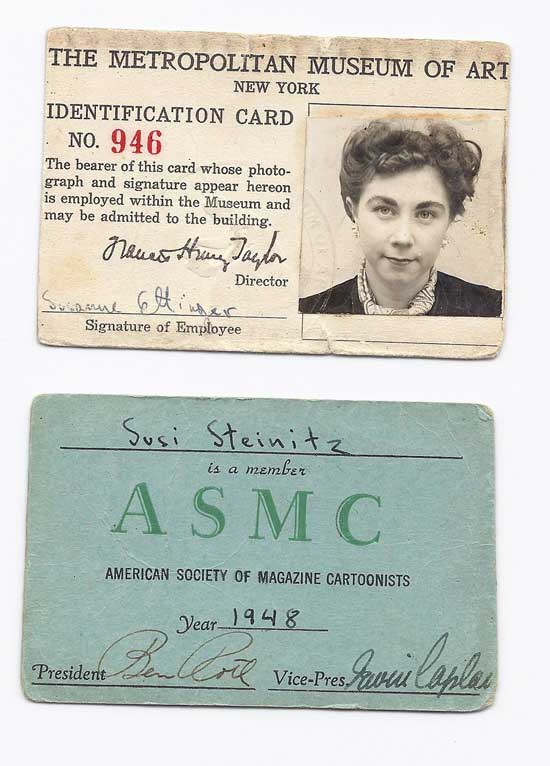 THE METROPOLITAN MUSEUM OF ART
NEW YORK
IDENTIFICATION CARD
NO. 946
The bearer of this card whose photo-
graph and signature appear hereon
is employed within the Museum and
may be admitted to the building.
Francis Henry Taylor
Director
Susanne Ettinger
Signature of Employee
Susi Steinitz
is a member
ASMC
AMERICAN SOCIETY OF MAGAZINE CARTOONISTS
Year 1948
President Ben Roth Vice-Pres. Irwin Caplan